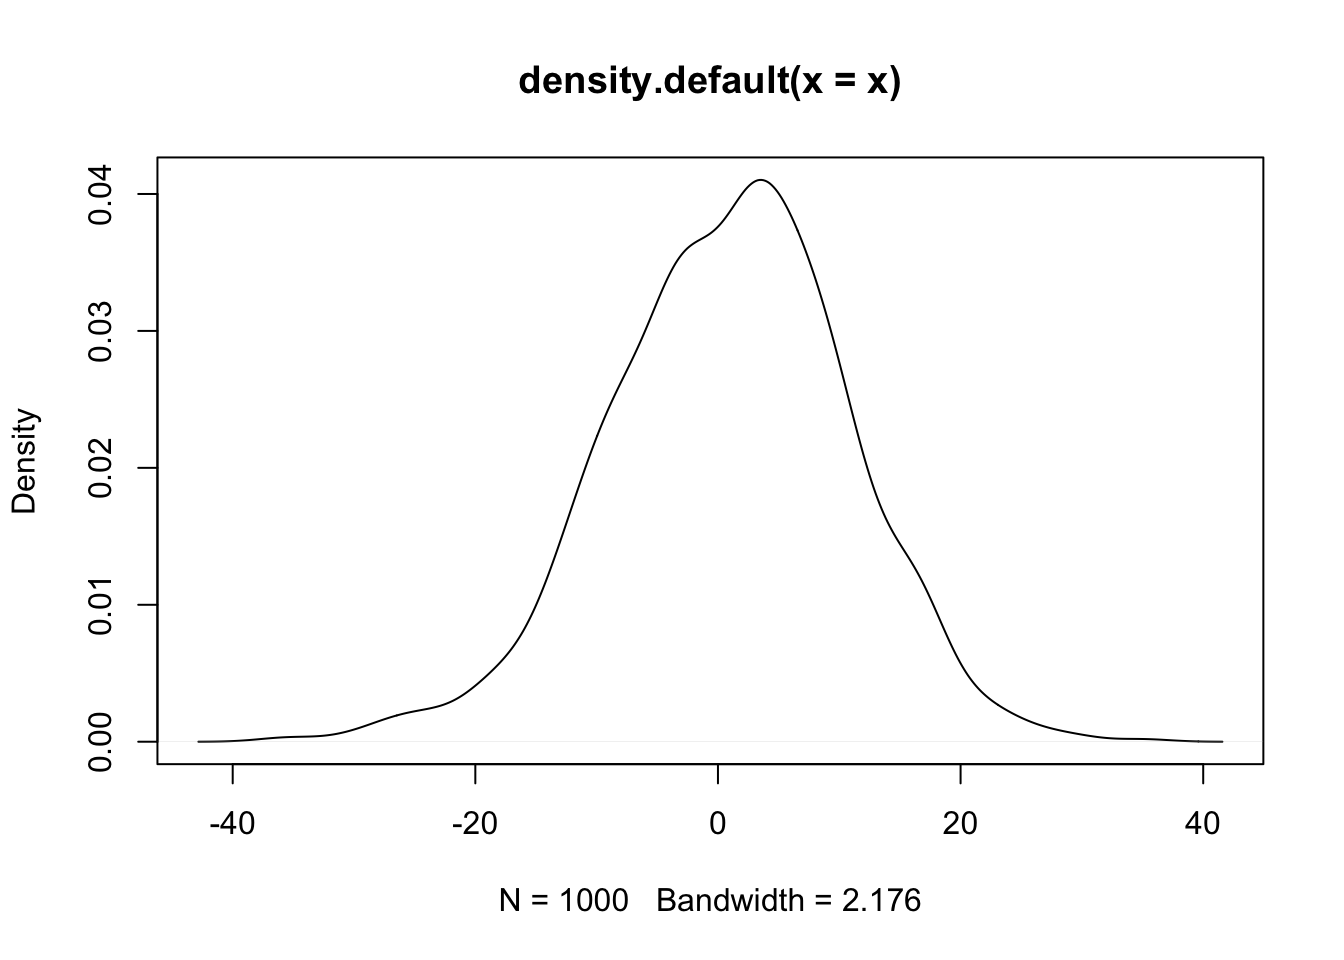 density.default(x = x)
Density
0.04
0.03
0.02
0.01
0.00
-40 -20 0 20 40
N = 1000 Bandwidth = 2.176